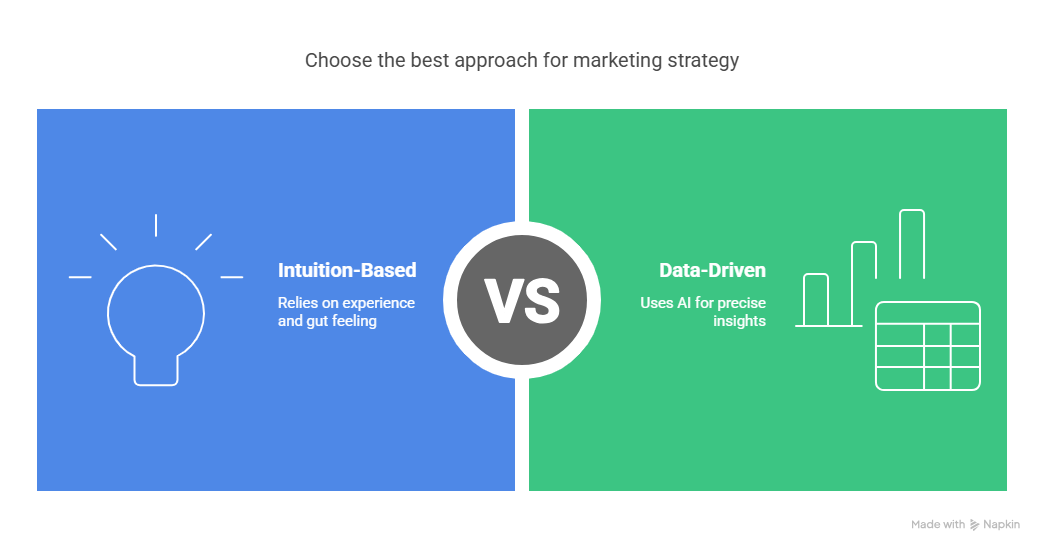 Choose the best approach for marketing strategy
Intuition-Based
Relies on experience
and gut feeling
VS
Data-Driven
Uses AI for precise
insights
Made with Napkin